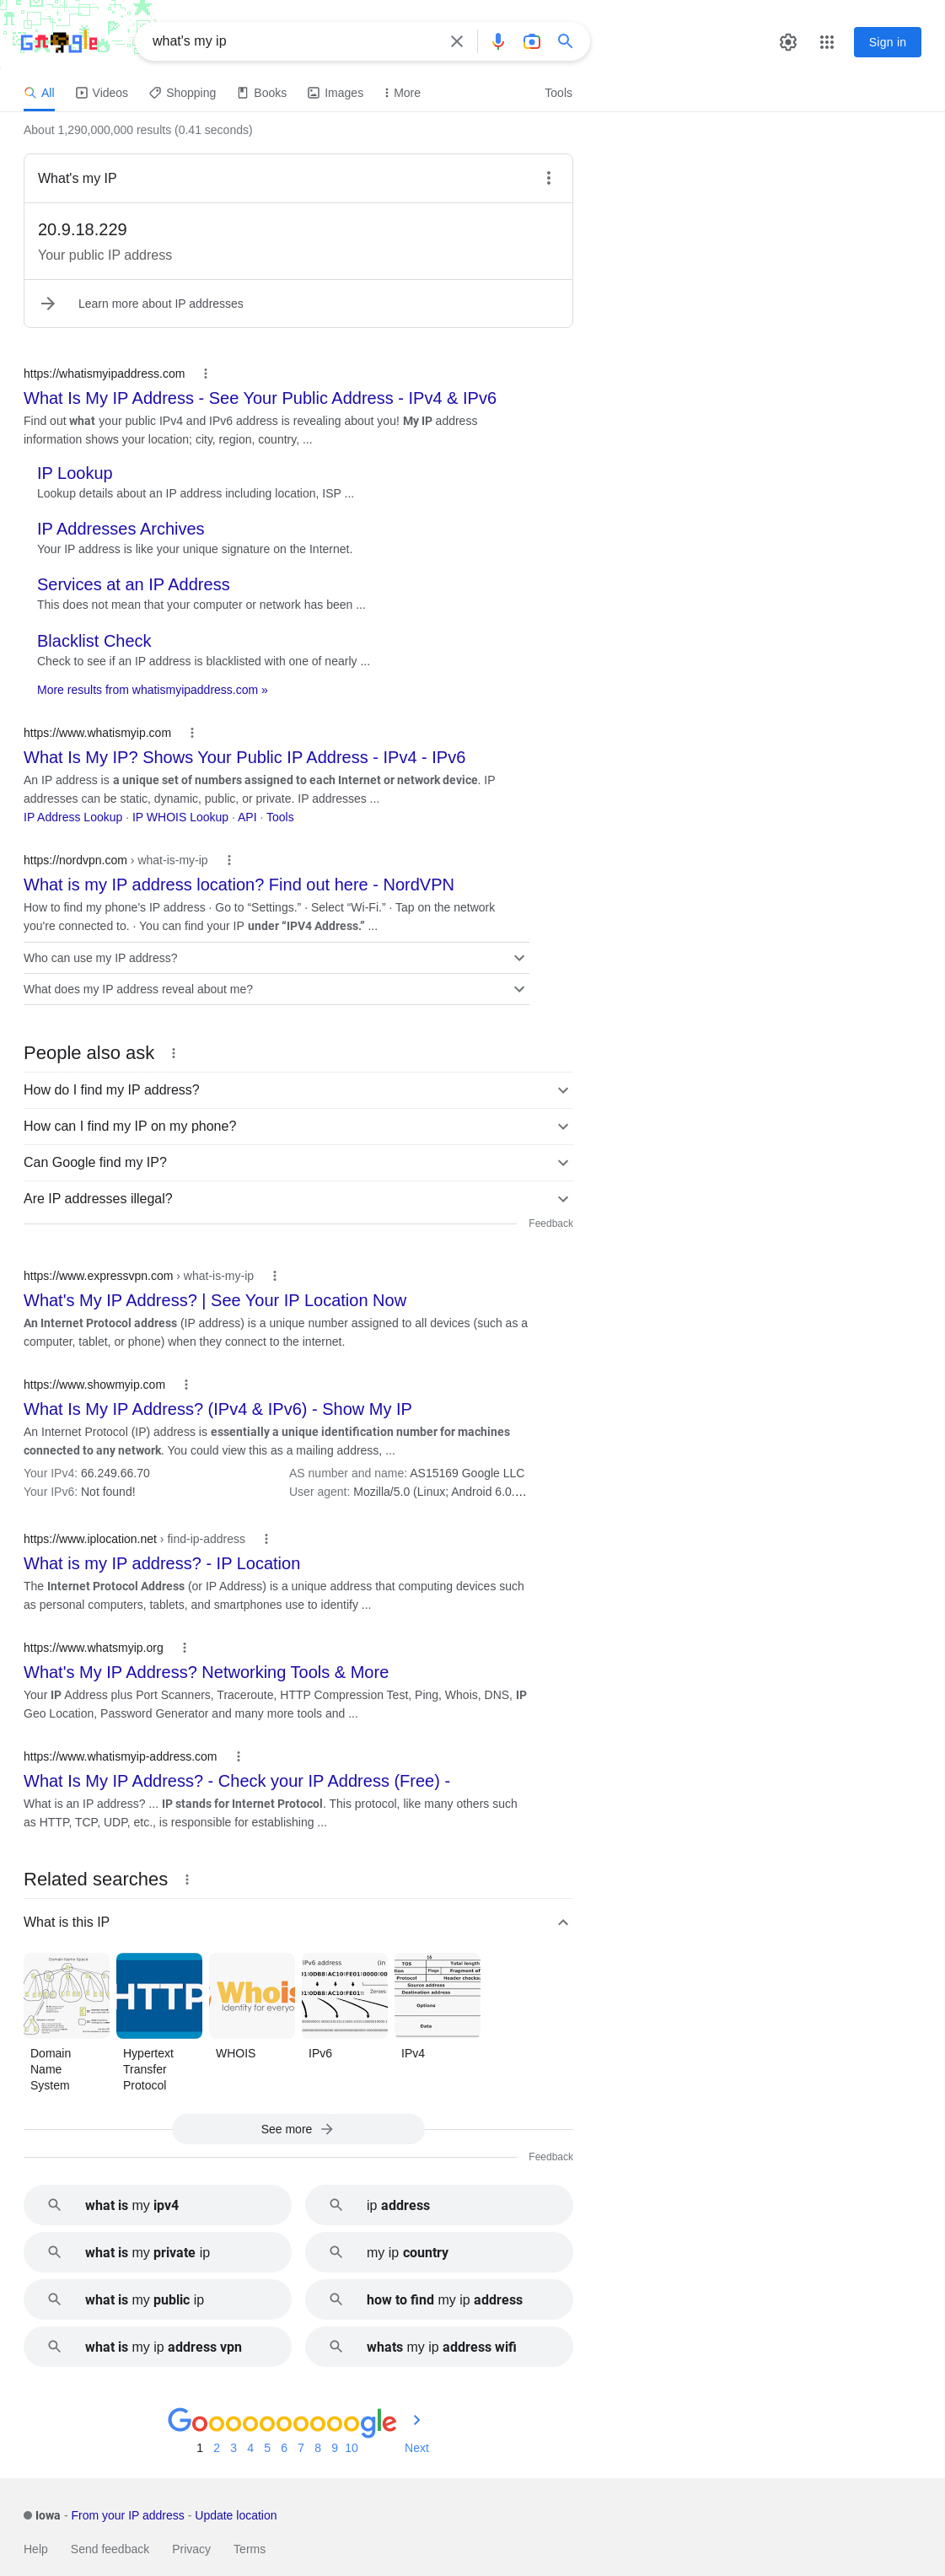 Google
what's my ip
Sign in
All
Videos
Shopping
Books
Images
More
Tools
About 1,290,000,000 results (0.41 seconds)
What's my IP
20.9.18.229
Your public IP address
Learn more about IP addresses
https://whatismyipaddress.com
What Is My IP Address - See Your Public Address - IPv4 & IPv6
Find out what your public IPv4 and IPv6 address is revealing about you! My IP address
information shows your location; city, region, country, ...
IP Lookup
Lookup details about an IP address including location, ISP ...
IP Addresses Archives
Your IP address is like your unique signature on the Internet.
Services at an IP Address
This does not mean that your computer or network has been ...
Blacklist Check
Check to see if an IP address is blacklisted with one of nearly ...
More results from whatismyipaddress.com »
https://www.whatismyip.com
What Is My IP? Shows Your Public IP Address - IPv4 - IPv6
An IP address is a unique set of numbers assigned to each Internet or network device. IP
addresses can be static, dynamic, public, or private. IP addresses ...
IP Address Lookup · IP WHOIS Lookup · API · Tools
https://nordvpn.com › what-is-my-ip
What is my IP address location? Find out here - NordVPN
How to find my phone's IP address · Go to “Settings.” · Select “Wi-Fi.” · Tap on the network
you're connected to. · You can find your IP under “IPV4 Address.” ...
Who can use my IP address?
What does my IP address reveal about me?
People also ask
How do I find my IP address?
How can I find my IP on my phone?
Can Google find my IP?
Are IP addresses illegal?
Feedback
https://www.expressvpn.com › what-is-my-ip
What's My IP Address? | See Your IP Location Now
An Internet Protocol address (IP address) is a unique number assigned to all devices (such as a
computer, tablet, or phone) when they connect to the internet.
https://www.showmyip.com
What Is My IP Address? (IPv4 & IPv6) - Show My IP
An Internet Protocol (IP) address is essentially a unique identification number for machines
connected to any network. You could view this as a mailing address, ...
Your IPv4: 66.249.66.70
AS number and name: AS15169 Google LLC
Your IPv6: Not found!
User agent: Mozilla/5.0 (Linux; Android 6.0....
https://www.iplocation.net › find-ip-address
What is my IP address? - IP Location
The Internet Protocol Address (or IP Address) is a unique address that computing devices such
as personal computers, tablets, and smartphones use to identify ...
https://www.whatsmyip.org
What's My IP Address? Networking Tools & More
Your IP Address plus Port Scanners, Traceroute, HTTP Compression Test, Ping, Whois, DNS, IP
Geo Location, Password Generator and many more tools and ...
https://www.whatismyip-address.com
What Is My IP Address? - Check your IP Address (Free) -
What is an IP address? ... IP stands for Internet Protocol. This protocol, like many others such
as HTTP, TCP, UDP, etc., is responsible for establishing ...
Related searches
What is this IP
Domain Name Space
HTTP
Whois
Identity for everyo
IPv6 address
(in
Zeroes
16
TOS
Total length
Flags
Fragment of
Protocol
Header checksu
Source address
Destination address
Options
Data
Domain
Name
System
Hypertext
Transfer
Protocol
WHOIS
IPv6
IPv4
See more
Feedback
what is my ipv4
ip address
what is my private ip
my ip country
what is my public ip
how to find my ip address
what is my ip address vpn
whats my ip address wifi
Goooooooooogle
1 2 3 4 5 6 7 8 9 10
Next
Iowa - From your IP address - Update location
Help
Send feedback
Privacy
Terms